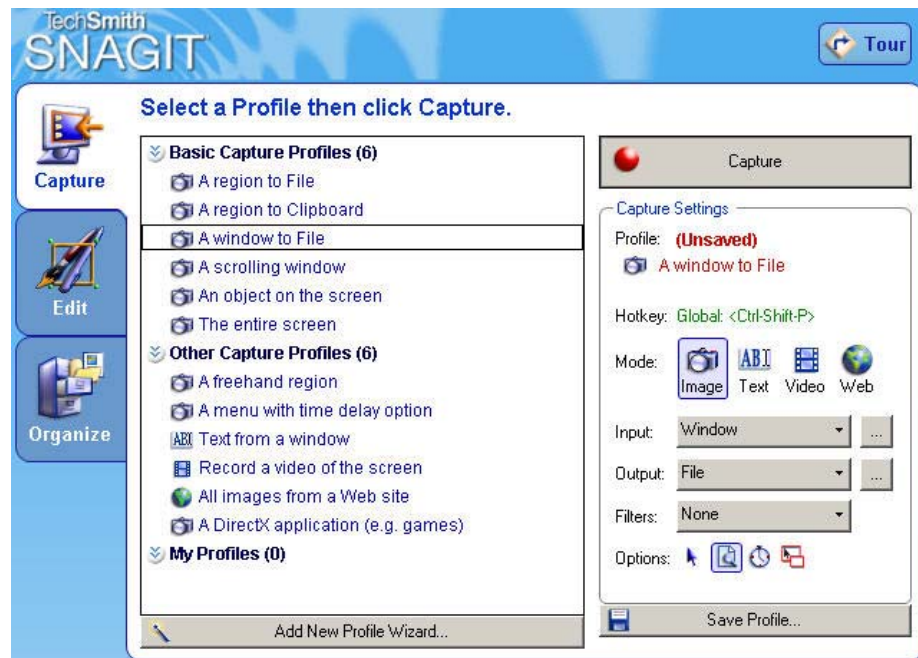 TechSmith
SNAGIT
Tour
Capture
Edit
Organize
Select a Profile then click Capture.
Basic Capture Profiles (6)
A region to File
A region to Clipboard
A window to File
A scrolling window
An object on the screen
The entire screen
Other Capture Profiles (6)
A freehand region
A menu with time delay option
ABI Text from a window
Record a video of the screen
All images from a Web site
A DirectX application (e.g. games)
My Profiles (0)
Add New Profile Wizard...
Capture
Capture Settings
Profile: (Unsaved)
A window to File
Hotkey: Global: <Ctrl-Shift-P>
Mode: Image ABI Text Video Web
Input: Window ...
Output: File ...
Filters: None
Options:
Save Profile...